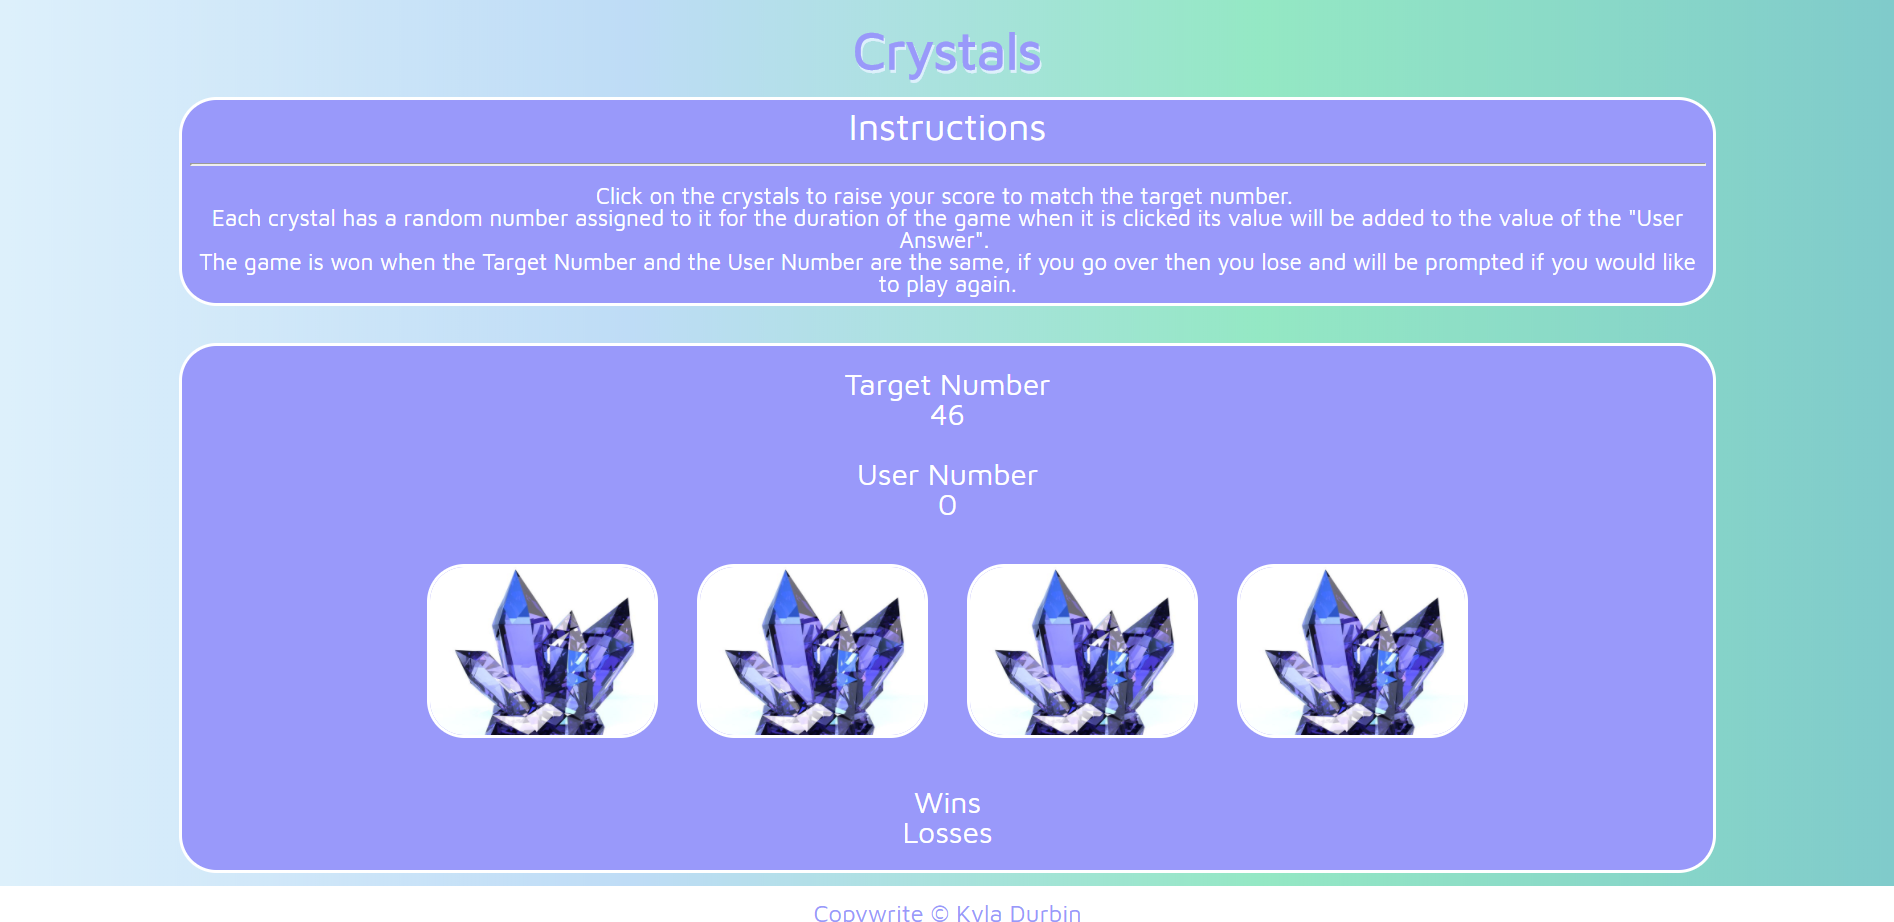 Crystals
Instructions
Click on the crystals to raise your score to match the target number.
Each crystal has a random number assigned to it for the duration of the game when it is clicked its value will be added to the value of the "User
Answer".
The game is won when the Target Number and the User Number are the same, if you go over then you lose and will be prompted if you would like
to play again.
Target Number
46
User Number
0
Wins
Losses
Copywrite © Kyla Durbin